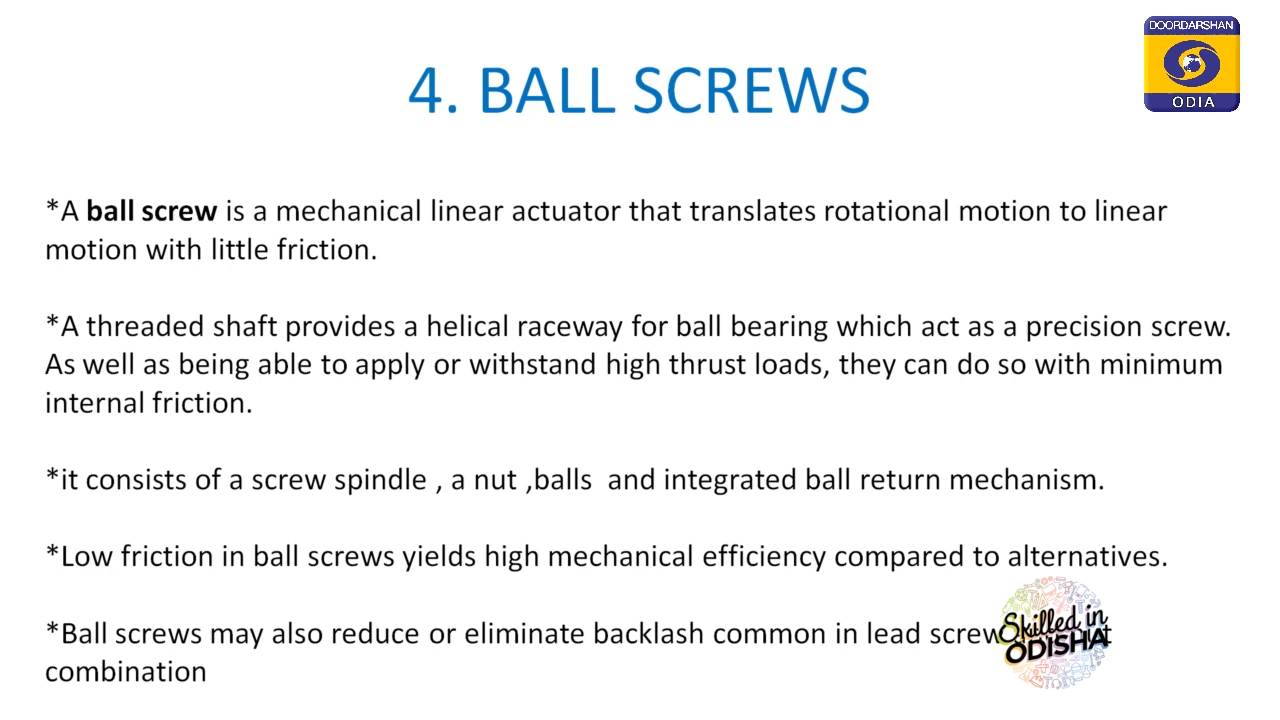 DOORDARSHAN
ODIA
4. BALL SCREWS
*A ball screw is a mechanical linear actuator that translates rotational motion to linear
motion with little friction.
*A threaded shaft provides a helical raceway for ball bearing which act as a precision screw.
As well as being able to apply or withstand high thrust loads, they can do so with minimum
internal friction.
*it consists of a screw spindle , a nut ,balls  and integrated ball return mechanism.
*Low friction in ball screws yields high mechanical efficiency compared to alternatives.
*Ball screws may also reduce or eliminate backlash common in lead screw
combination
Skilled in
ODISHA